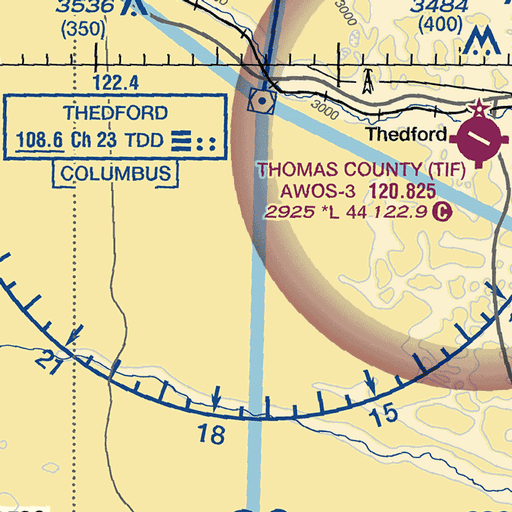 3536
(350)
3000
3484
(400)
122.4
THEDFORD
108.6 Ch 23 TDD
COLUMBUS
3000
Thedford
THOMAS COUNTY (TIF)
AWOS-3 120.825
2925 *L 44 122.9 C
21
18
15